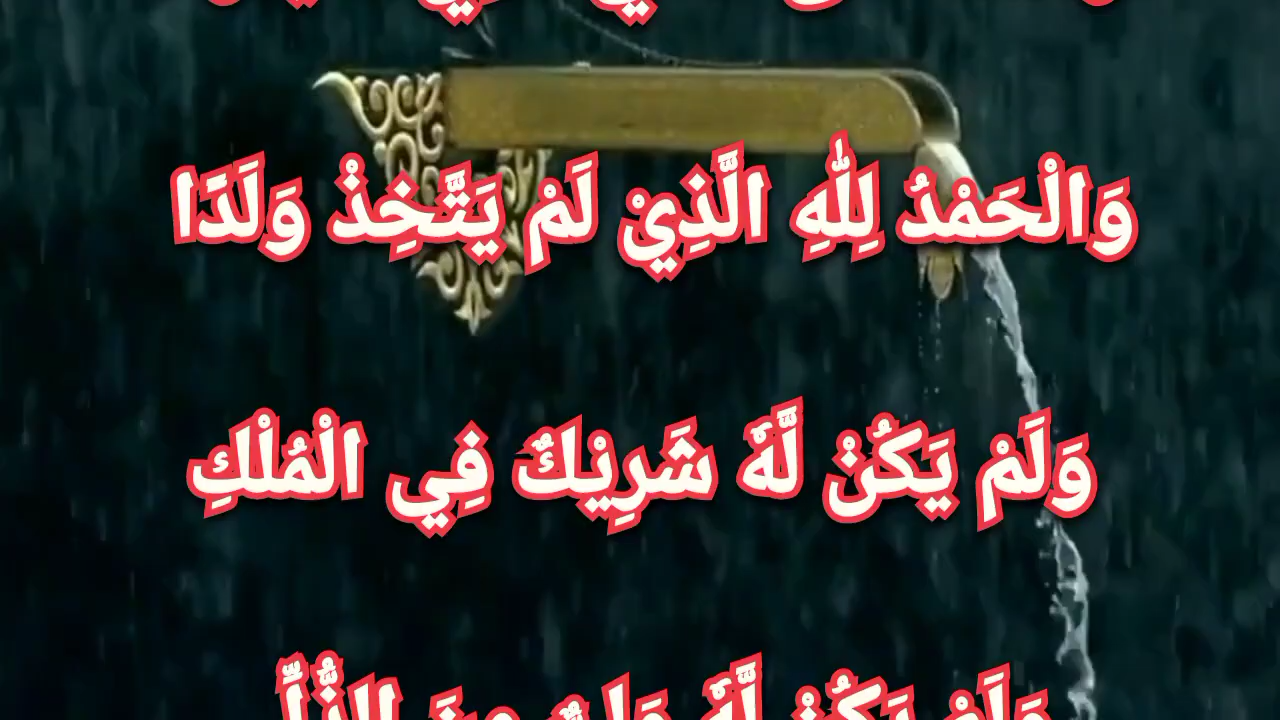 وَالْحَمْدُ لِلّٰهِ الَّذِيْ لَمْ يَتَّخِذْ وَلَدًا
وَلَمْ يَكُنْ لَّهٗ شَرِيْكٌ فِي الْمُلْكِ
وَلَمْ يَكُنْ لَّهٗ